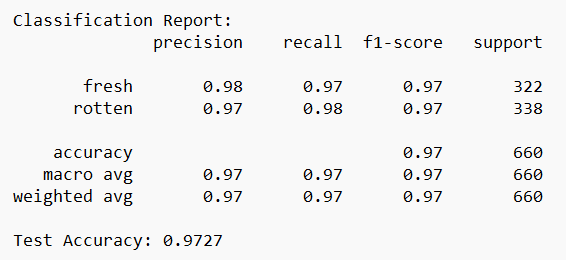 Classification Report:
precision recall f1-score support
fresh 0.98 0.97 0.97 322
rotten 0.97 0.98 0.97 338
accuracy 0.97 660
macro avg 0.97 0.97 0.97 660
weighted avg 0.97 0.97 0.97 660
Test Accuracy: 0.9727